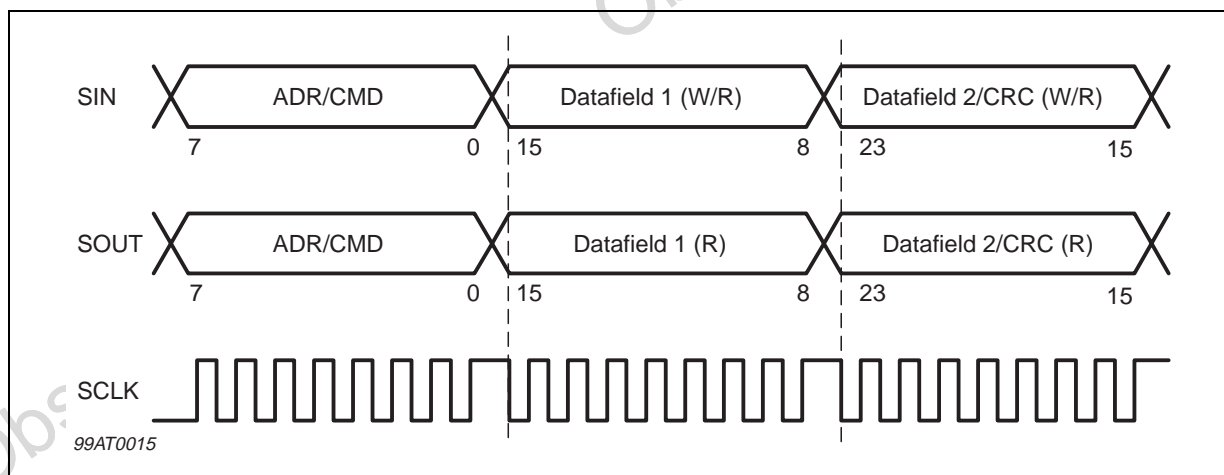 SIN ADR/CMD Datafield 1 (W/R) Datafield 2/CRC (W/R)
7 0 15 8 23 15
SOUT ADR/CMD Datafield 1 (R) Datafield 2/CRC (R)
7 0 15 8 23 15
SCLK
99AT0015